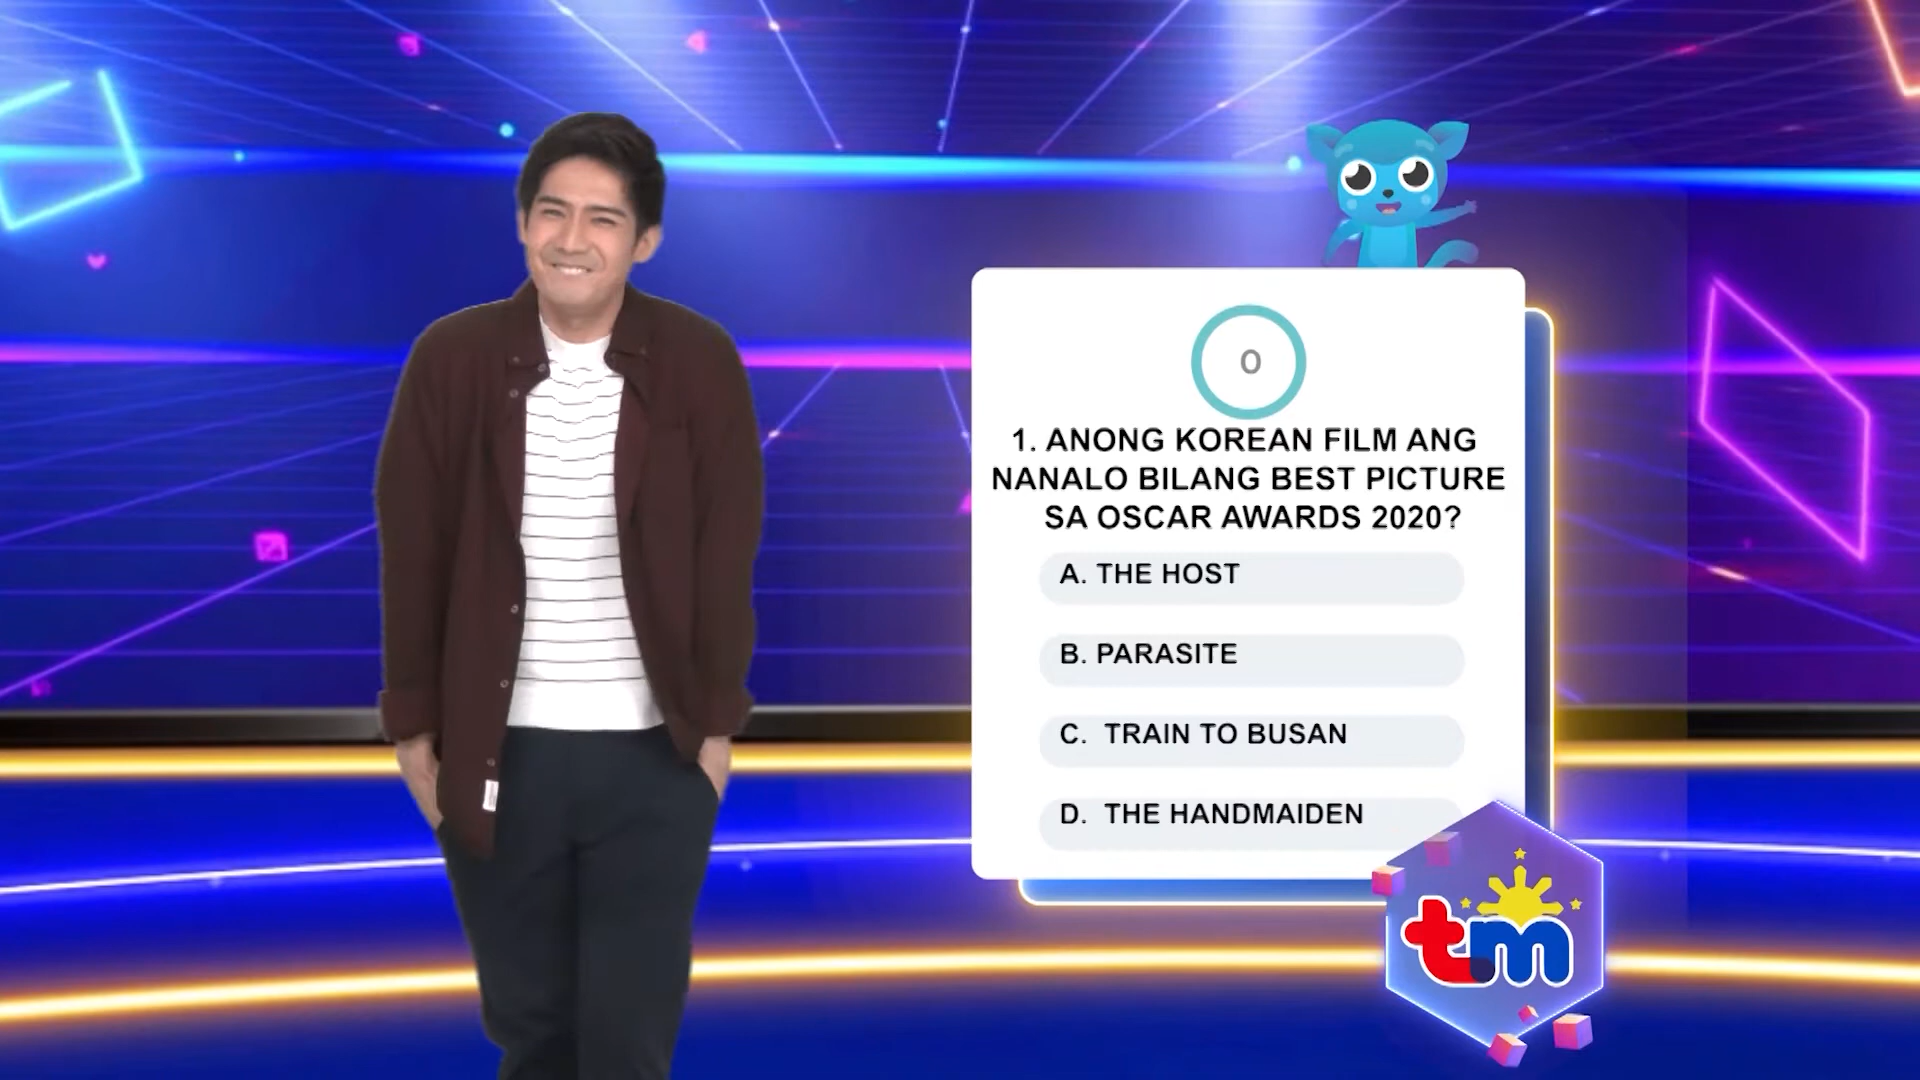 0
1. ANONG KOREAN FILM ANG
NANALO BILANG BEST PICTURE
SA OSCAR AWARDS 2020?
A. THE HOST
B. PARASITE
C. TRAIN TO BUSAN
D. THE HANDMAIDEN
tm